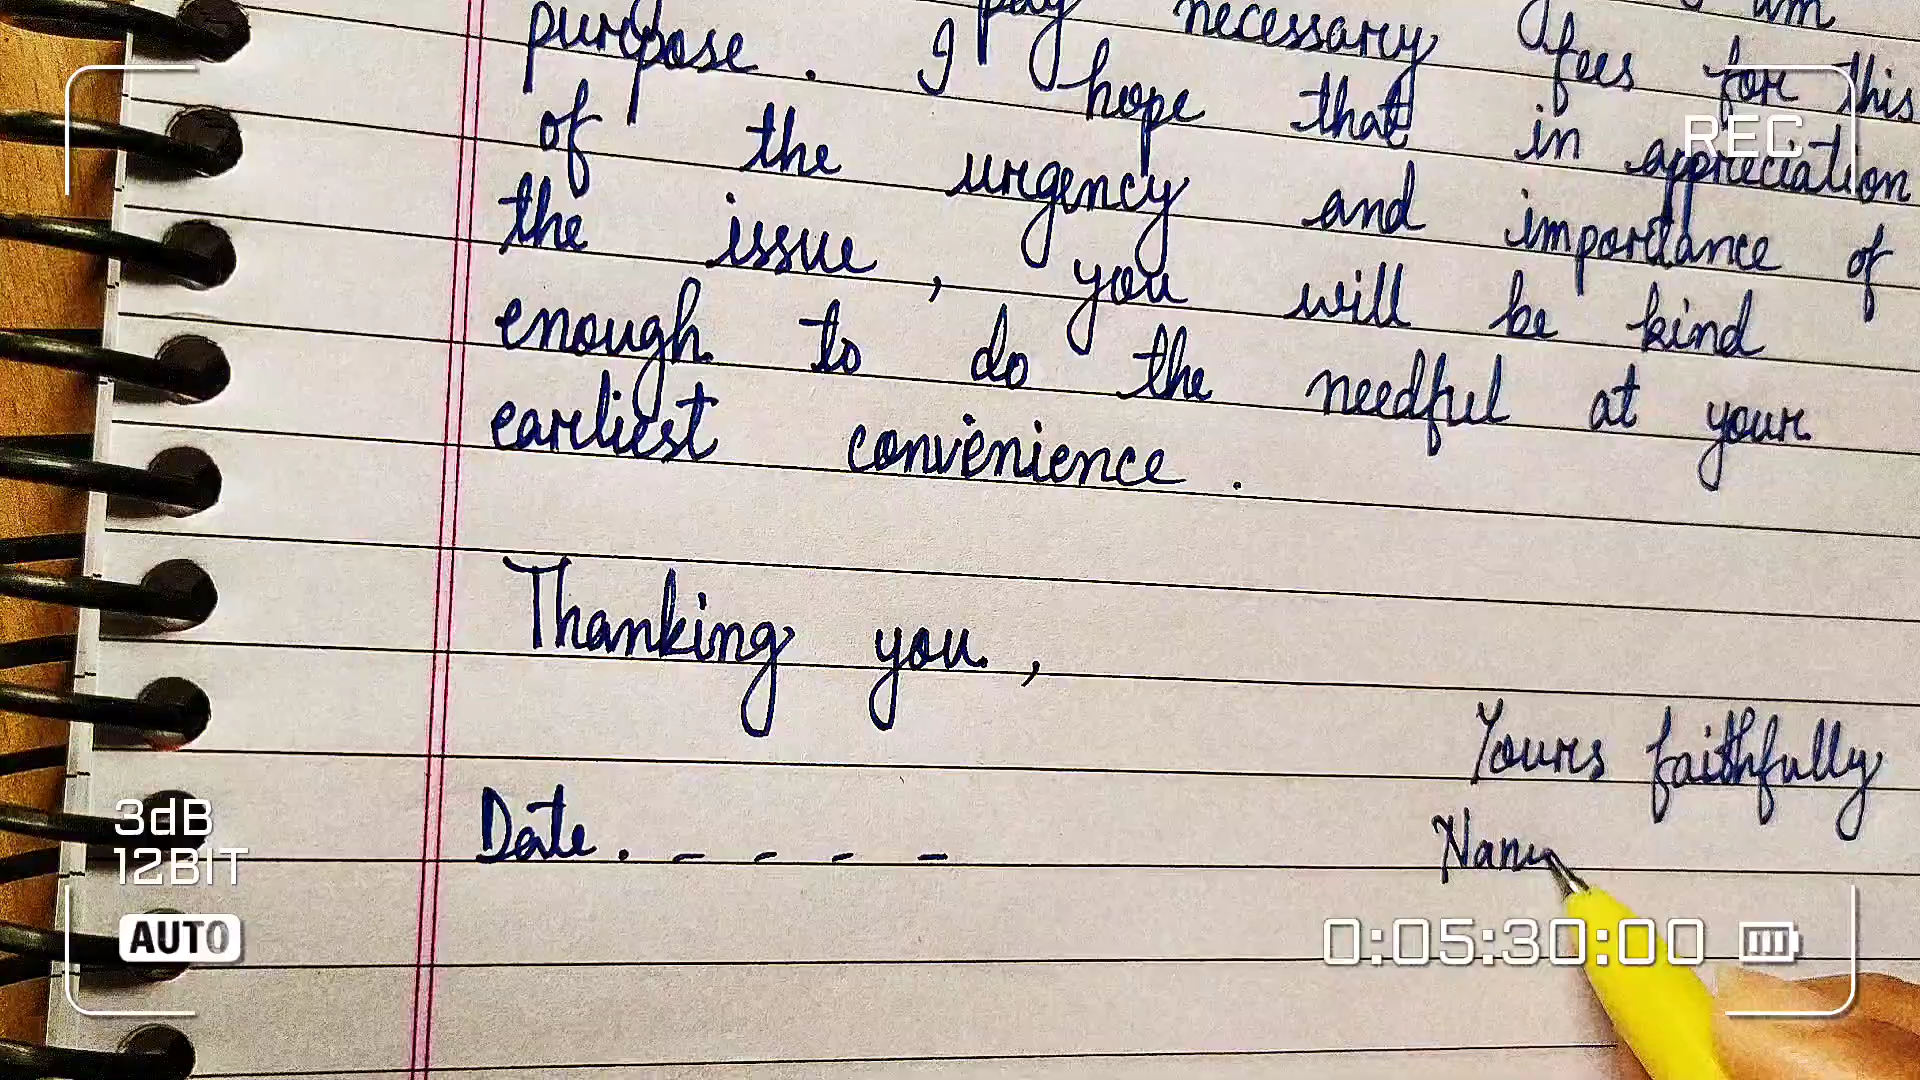 am
pay necessary fees for this
purpose. I hope that in appreciation
of the urgency and importance of
the issue, you will be kind
enough to do the needful at your
earliest convenience.
Thanking you,
Yours faithfully
Date. - - - -
REC
3dB
12BIT
AUTO
0:05:30:00